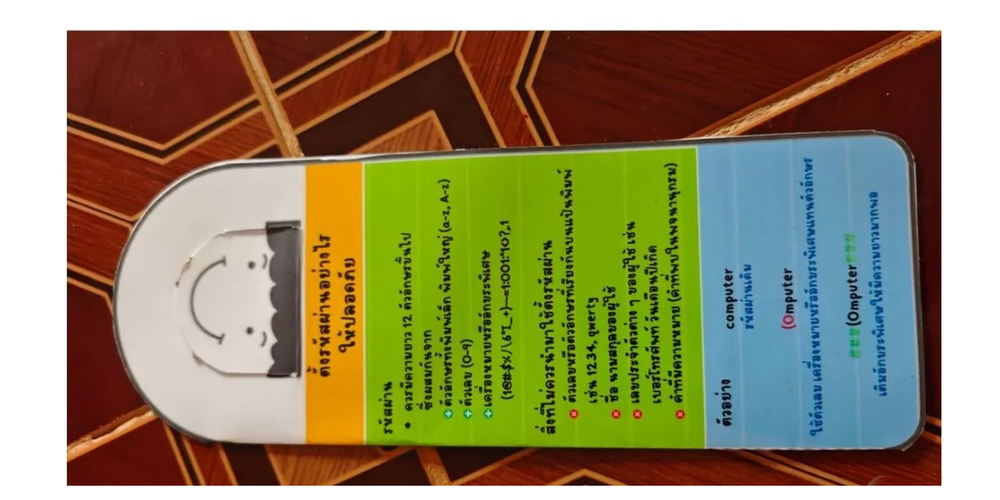 ตั้งรหัสผ่านอย่างไร
ให้ปลอดภัย
รหัสผ่าน
• ควรมีความยาว 12 ตัวอักษรขึ้นไป
ซึ่งผสมกันจาก
ตัวอักษรทั้งพิมพ์เล็ก พิมพ์ใหญ่ (a-z, A-z)
ตัวเลข (0-9)
เครื่องหมายหรืออักขระพิเศษ
สิ่งที่ไม่ควรนำมาใช้ตั้งรหัสผ่าน
ตัวเลขหรือตัวอักษรที่เรียงกันบนแป้นพิมพ์
เช่น 1234, qwerty
ชื่อ นามสกุลของผู้ใช้
เลขประจำตัวต่าง ๆ ของผู้ใช้ เช่น
เบอร์โทรศัพท์ วันเดือนปีเกิด
คำที่มีความหมาย (คำที่พบในพจนานุกรม)
ตัวอย่าง
computer
รหัสผ่านเดิม
(Omputer
ใช้ตัวเลข เครื่องหมายหรืออักขระพิเศษแทนตัวอักษร
###(Omputer###
เติมอักขระพิเศษให้มีความยาวมากพอ